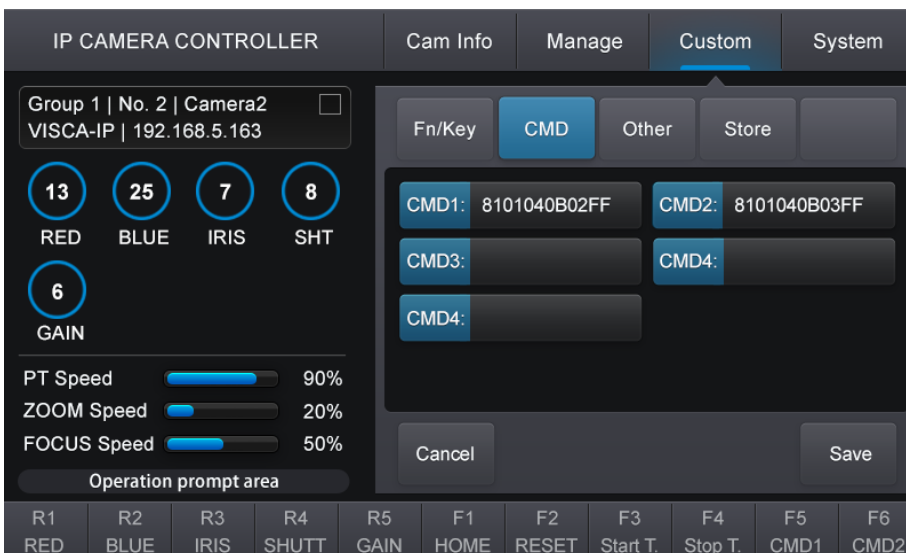 IP CAMERA CONTROLLER
Cam Info Manage Custom System
Group 1 | No. 2 | Camera2
VISCA-IP | 192.168.5.163
13 25 7 8
RED BLUE IRIS SHT
6
GAIN
PT Speed 90%
ZOOM Speed 20%
FOCUS Speed 50%
Operation prompt area
Fn/Key CMD Other Store
CMD1: 8101040B02FF CMD2: 8101040B03FF
CMD3: CMD4:
CMD4:
Cancel Save
R1 R2 R3 R4 R5 F1 F2 F3 F4 F5 F6
RED BLUE IRIS SHUTT GAIN HOME RESET Start T. Stop T. CMD1 CMD2